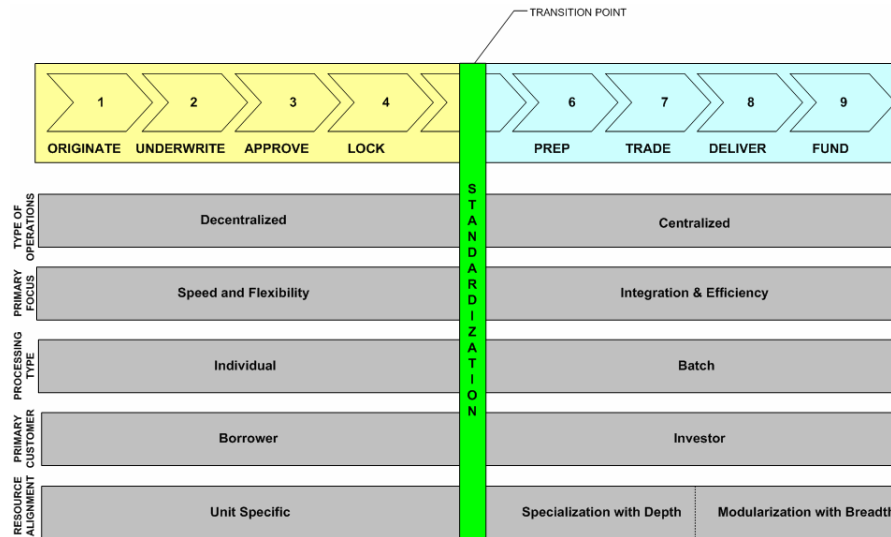 TRANSITION POINT
1 2 3 4 6 7 8 9
ORIGINATE UNDERWRITE APPROVE LOCK PREP TRADE DELIVER FUND
STANDARDIZATION
TYPE OF
OPERATIONS
Decentralized Centralized
PRIMARY
FOCUS
Speed and Flexibility Integration & Efficiency
PROCESSING
TYPE
Individual Batch
PRIMARY
CUSTOMER
Borrower Investor
RESOURCE
ALIGNMENT
Unit Specific Specialization with Depth Modularization with Breadth